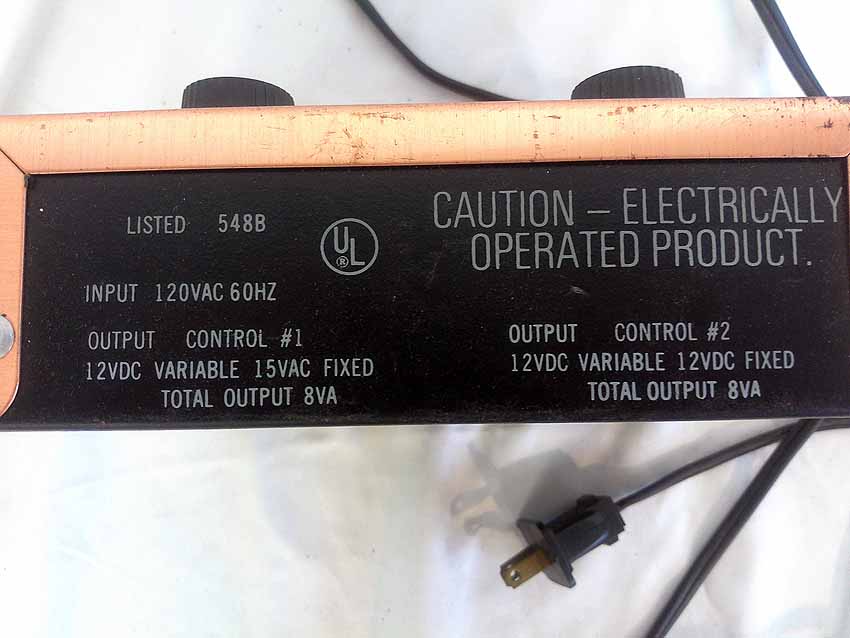 LISTED 548B
UL
®
CAUTION – ELECTRICALLY
OPERATED PRODUCT.
INPUT 120VAC 60HZ
OUTPUT CONTROL #1
12VDC VARIABLE 15VAC FIXED
TOTAL OUTPUT 8VA
OUTPUT CONTROL #2
12VDC VARIABLE 12VDC FIXED
TOTAL OUTPUT 8VA